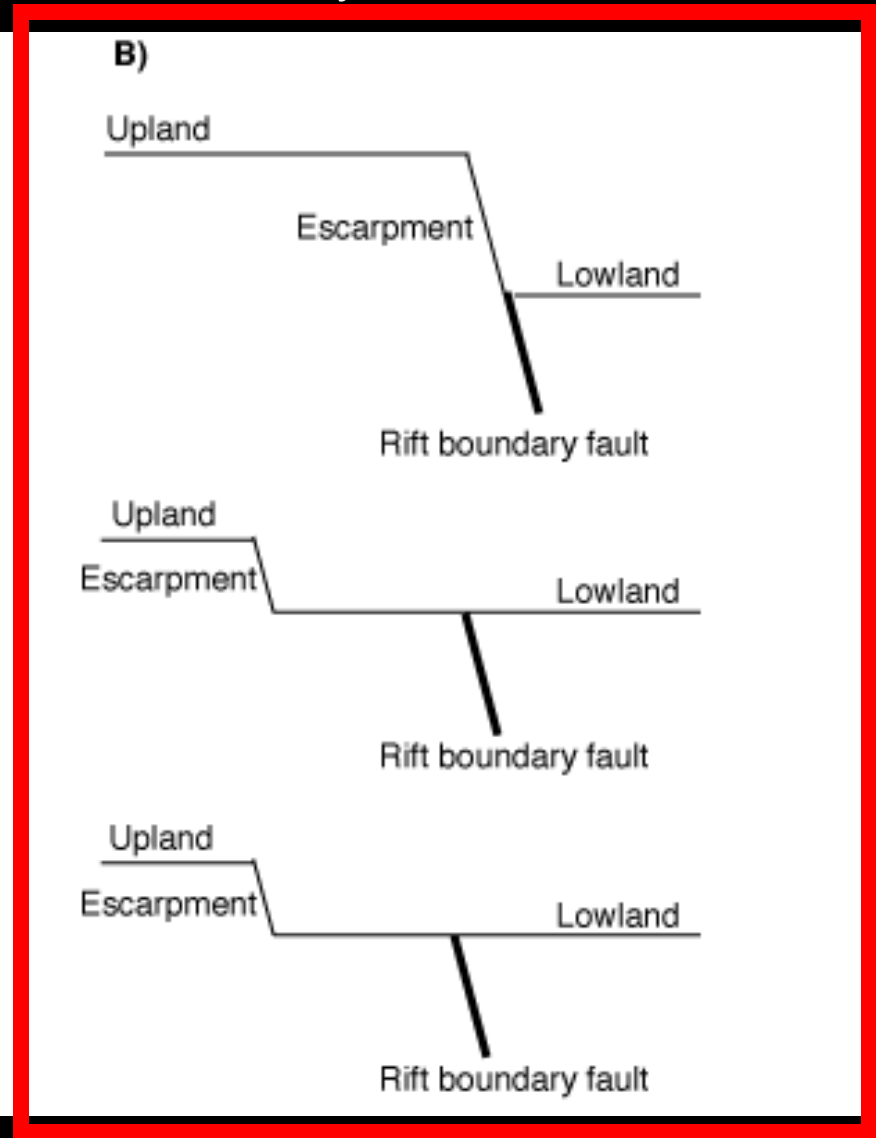 B)
Upland
Escarpment
Lowland
Rift boundary fault
Upland
Escarpment
Lowland
Rift boundary fault
Upland
Escarpment
Lowland
Rift boundary fault